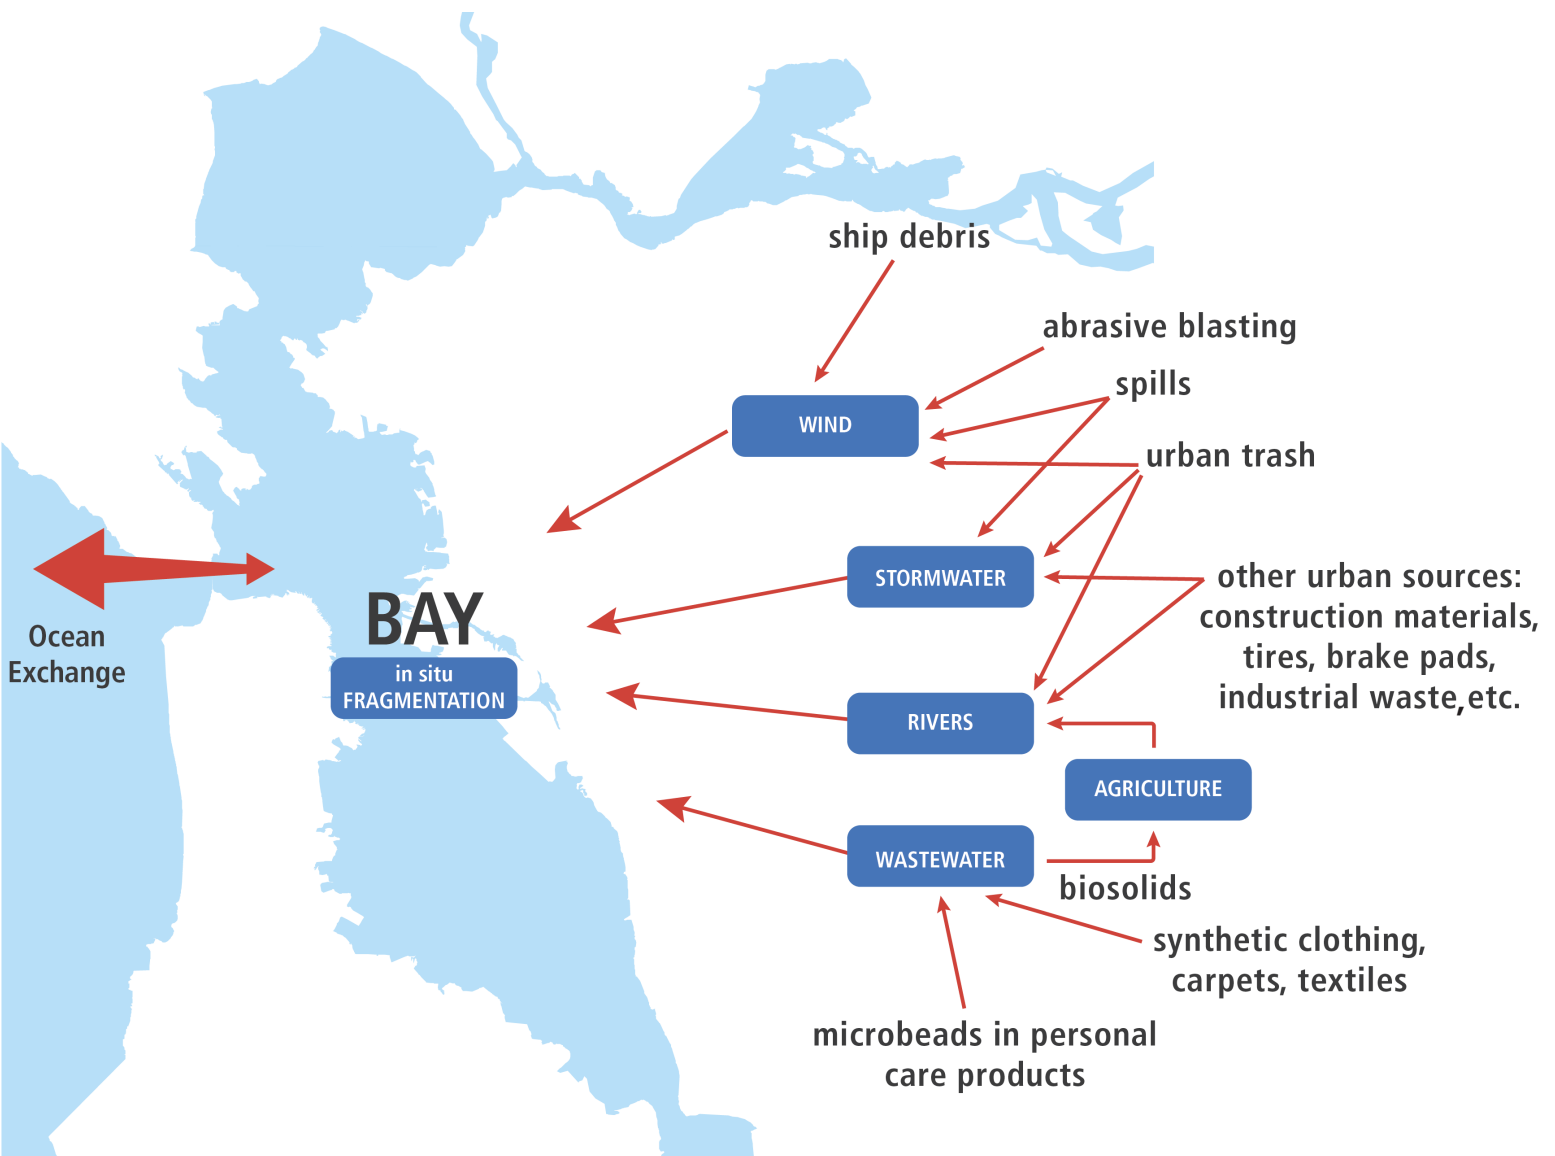 ship debris
abrasive blasting
spills
WIND
urban trash
STORMWATER
other urban sources:
construction materials,
tires, brake pads,
industrial waste,etc.
BAY
Ocean
Exchange
in situ
FRAGMENTATION
RIVERS
AGRICULTURE
WASTEWATER
biosolids
synthetic clothing,
carpets, textiles
microbeads in personal
care products